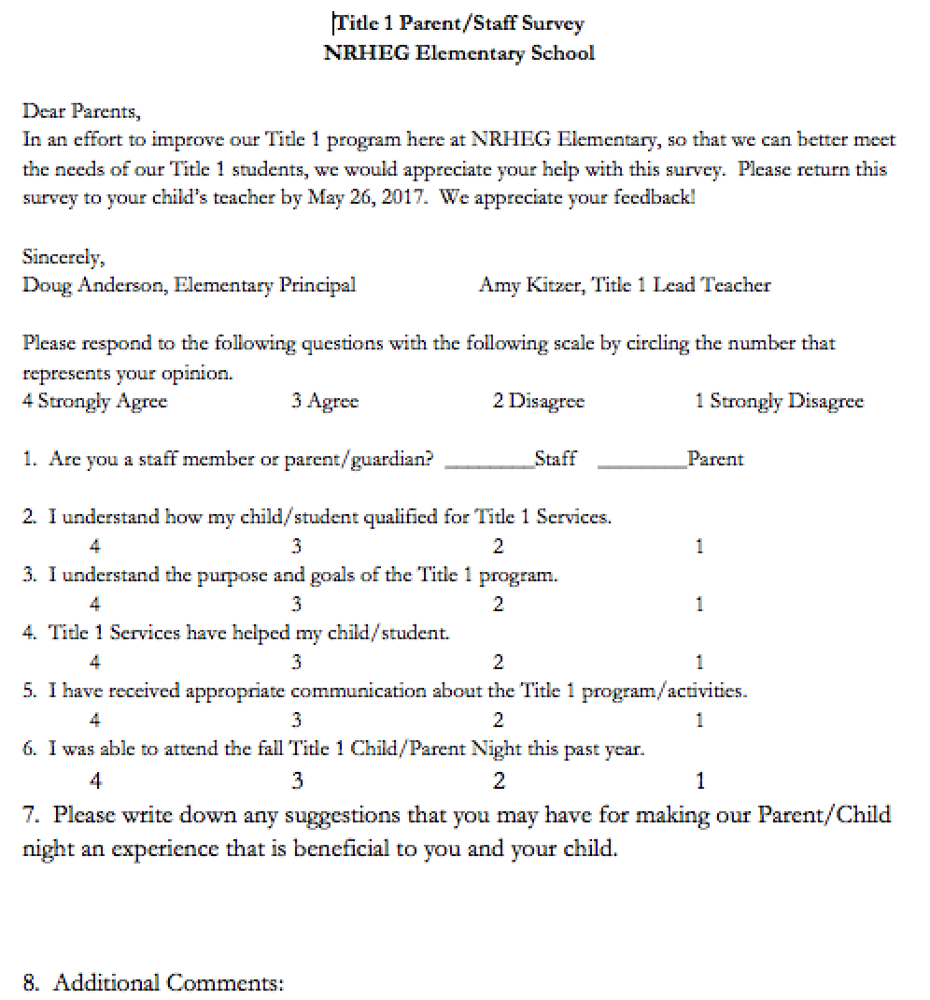 Title 1 Parent/Staff Survey
NRHEG Elementary School
Dear Parents,
In an effort to improve our Title 1 program here at NRHEG Elementary, so that we can better meet
the needs of our Title 1 students, we would appreciate your help with this survey.  Please return this
survey to your child's teacher by May 26, 2017.  We appreciate your feedback!
Sincerely,
Doug Anderson, Elementary Principal Amy Kitzer, Title 1 Lead Teacher
Please respond to the following questions with the following scale by circling the number that
represents your opinion.
4 Strongly Agree 3 Agree 2 Disagree 1 Strongly Disagree
1.  Are you a staff member or parent/guardian? ________Staff ________Parent
2.  I understand how my child/student qualified for Title 1 Services.
4 3 2 1
3.  I understand the purpose and goals of the Title 1 program.
4 3 2 1
4.  Title 1 Services have helped my child/student.
4 3 2 1
5.  I have received appropriate communication about the Title 1 program/activities.
4 3 2 1
6.  I was able to attend the fall Title 1 Child/Parent Night this past year.
4 3 2 1
7.  Please write down any suggestions that you may have for making our Parent/Child
night an experience that is beneficial to you and your child.
8.  Additional Comments: